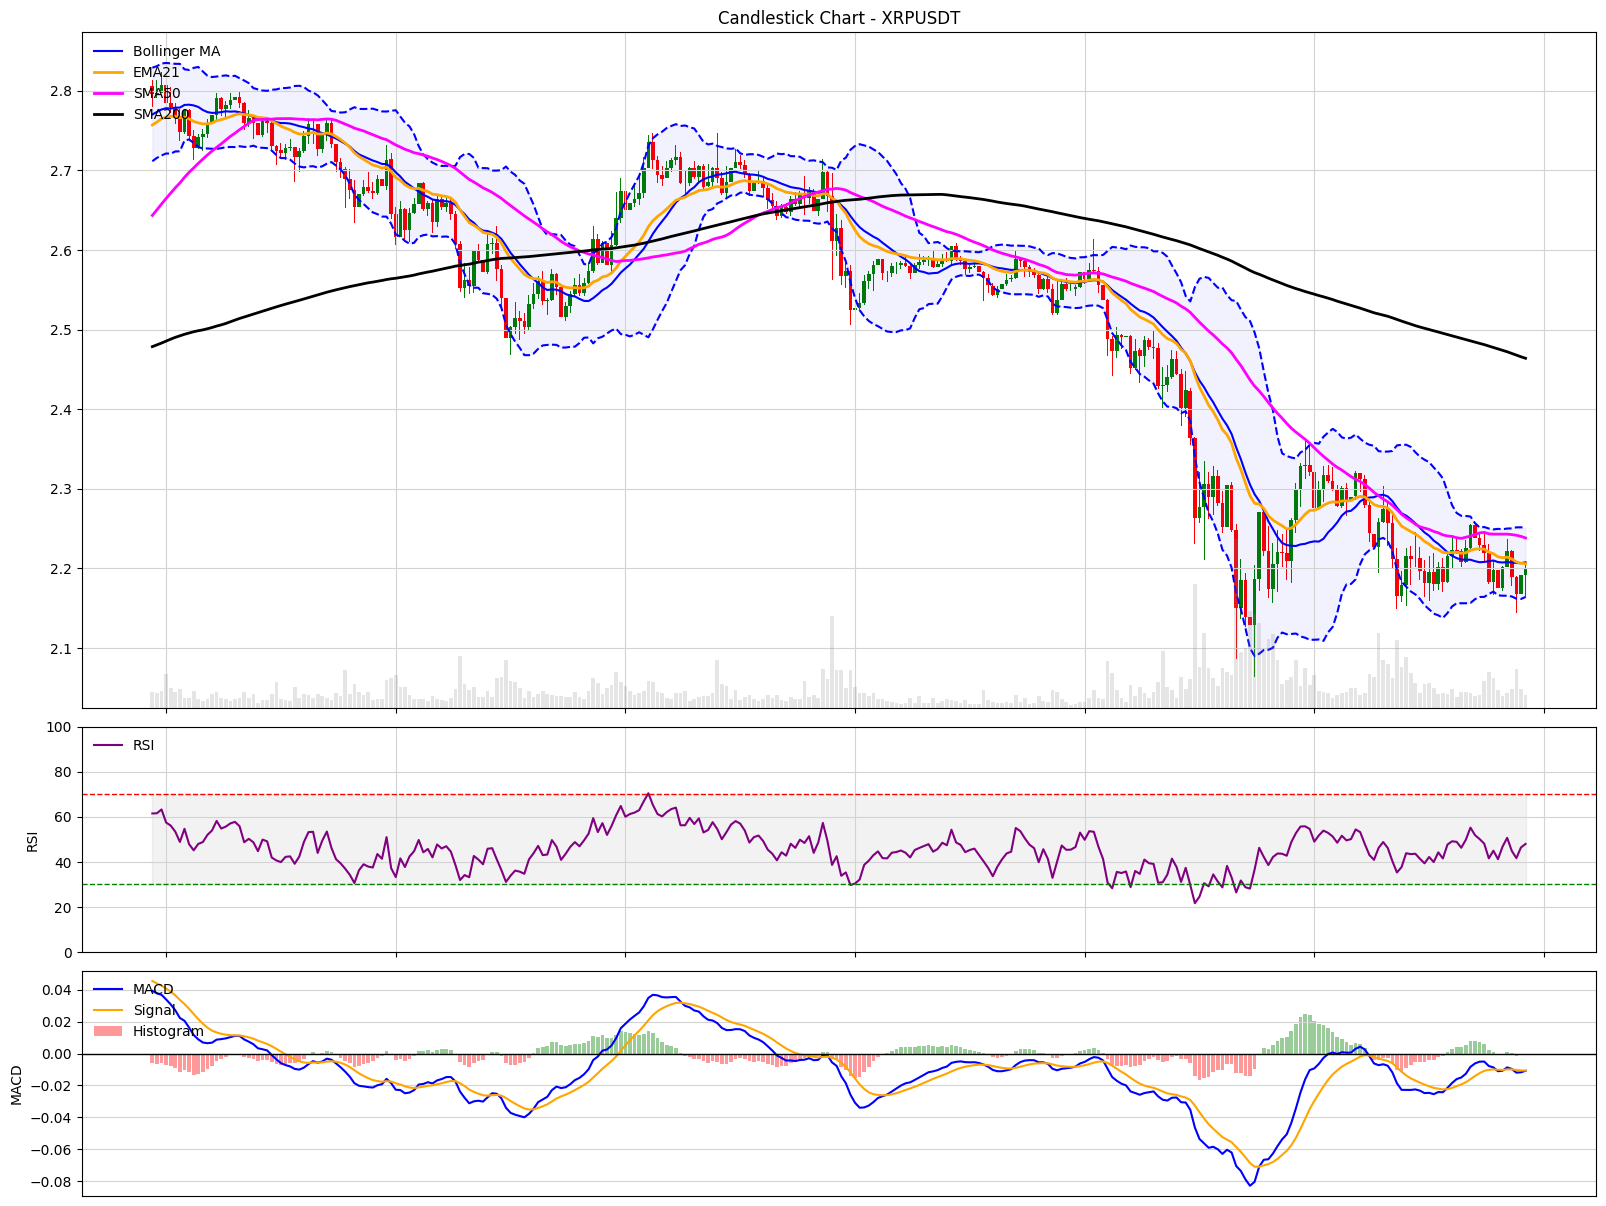 Candlestick Chart - XRPUSDT
Bollinger MA
EMA21
SMA50
SMA200
2.8
2.7
2.6
2.5
2.4
2.3
2.2
2.1
RSI
RSI
100
80
60
40
20
0
MACD
Signal
Histogram
MACD
0.04
0.02
0.00
−0.02
−0.04
−0.06
−0.08